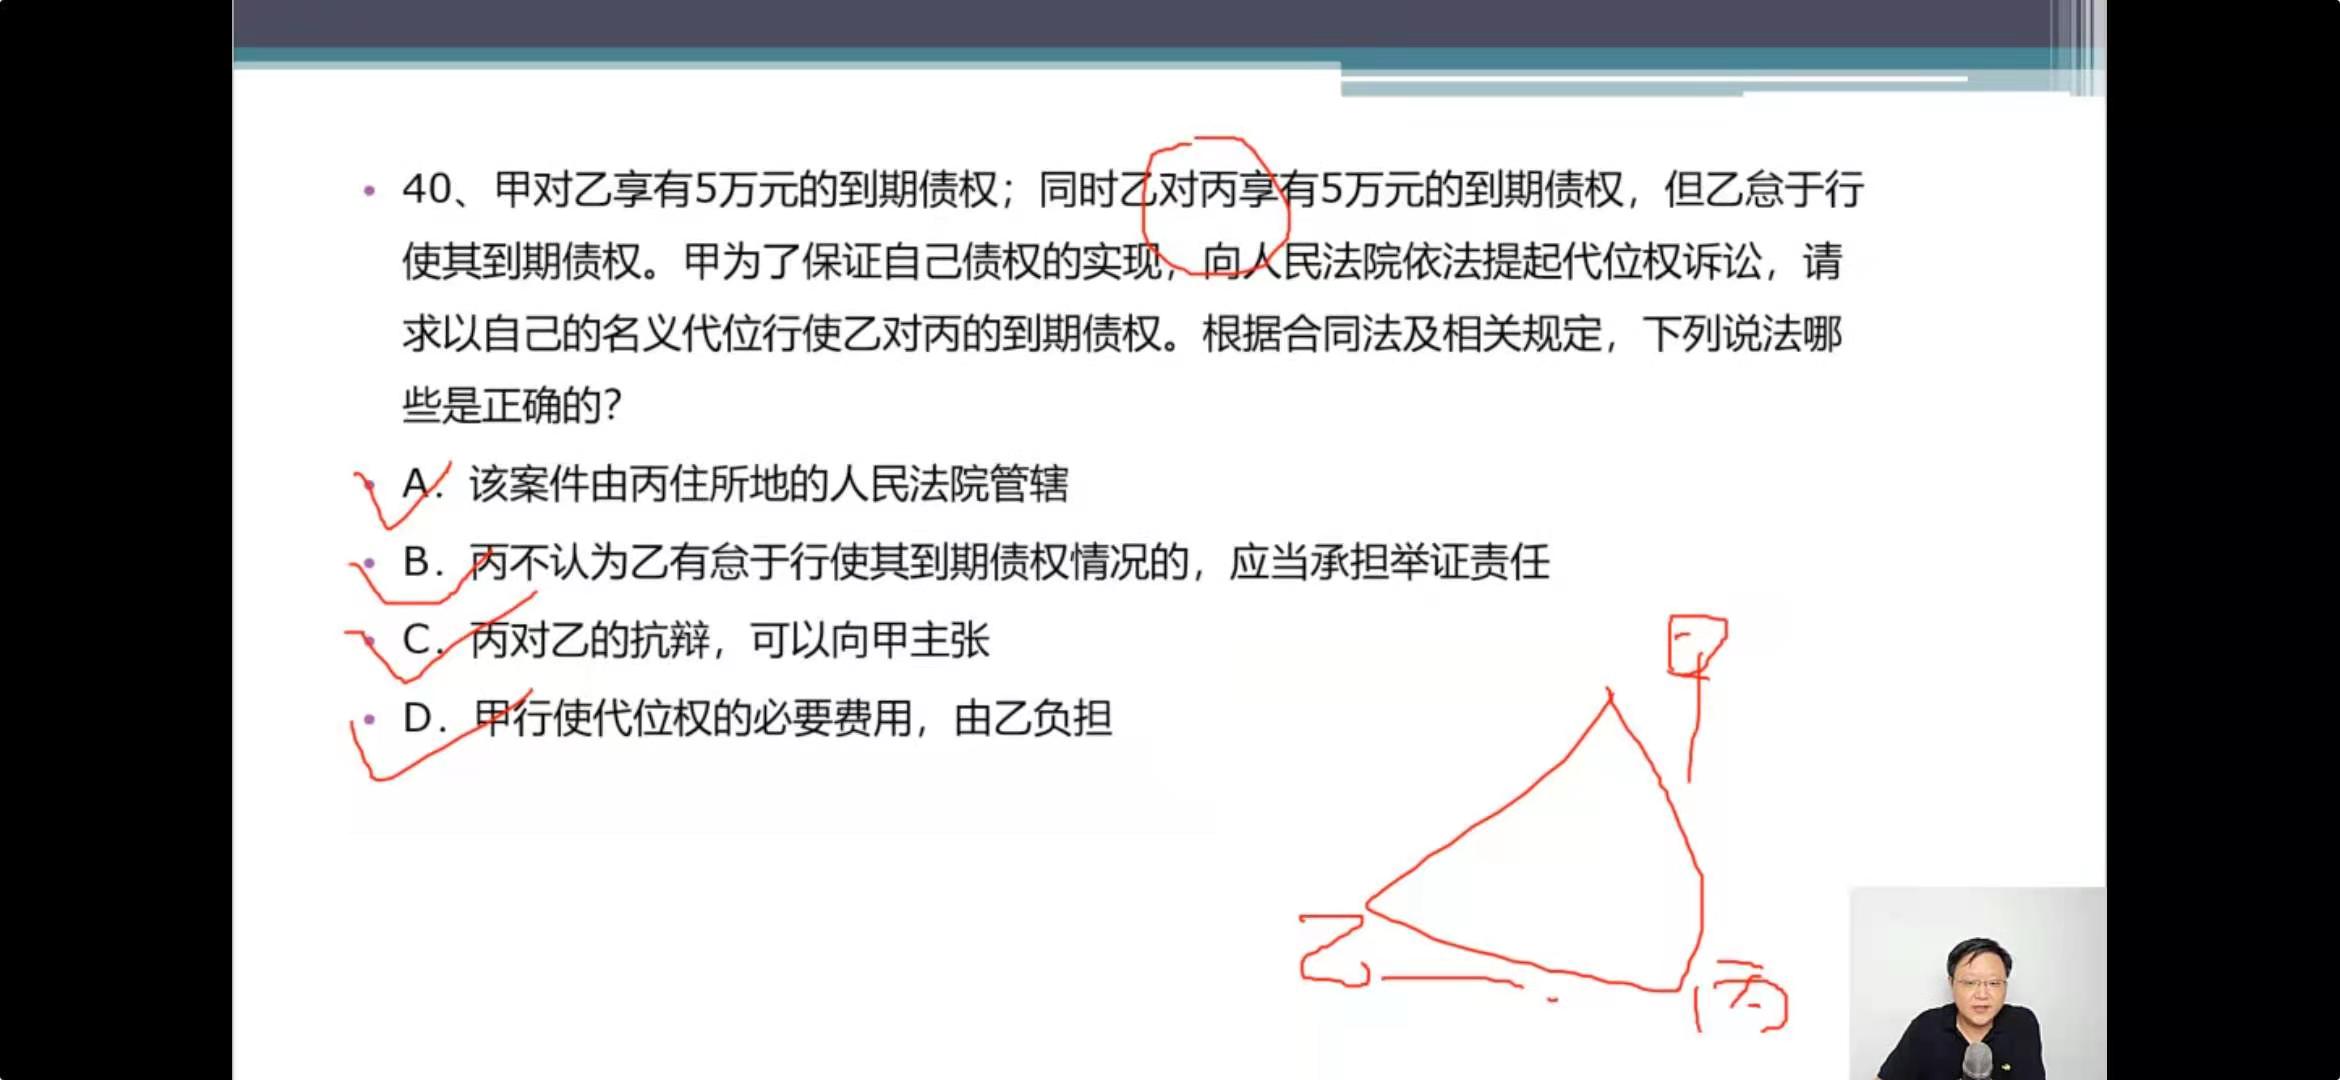 40、甲对乙享有5万元的到期债权；同时乙对丙享有5万元的到期债权，但乙怠于行
使其到期债权。甲为了保证自己债权的实现，向人民法院依法提起代位权诉讼，请
求以自己的名义代位行使乙对丙的到期债权。根据合同法及相关规定，下列说法哪
些是正确的?
A．该案件由丙住所地的人民法院管辖
B．丙不认为乙有怠于行使其到期债权情况的，应当承担举证责任
C．丙对乙的抗辩，可以向甲主张
D．甲行使代位权的必要费用，由乙负担
甲
乙
丙